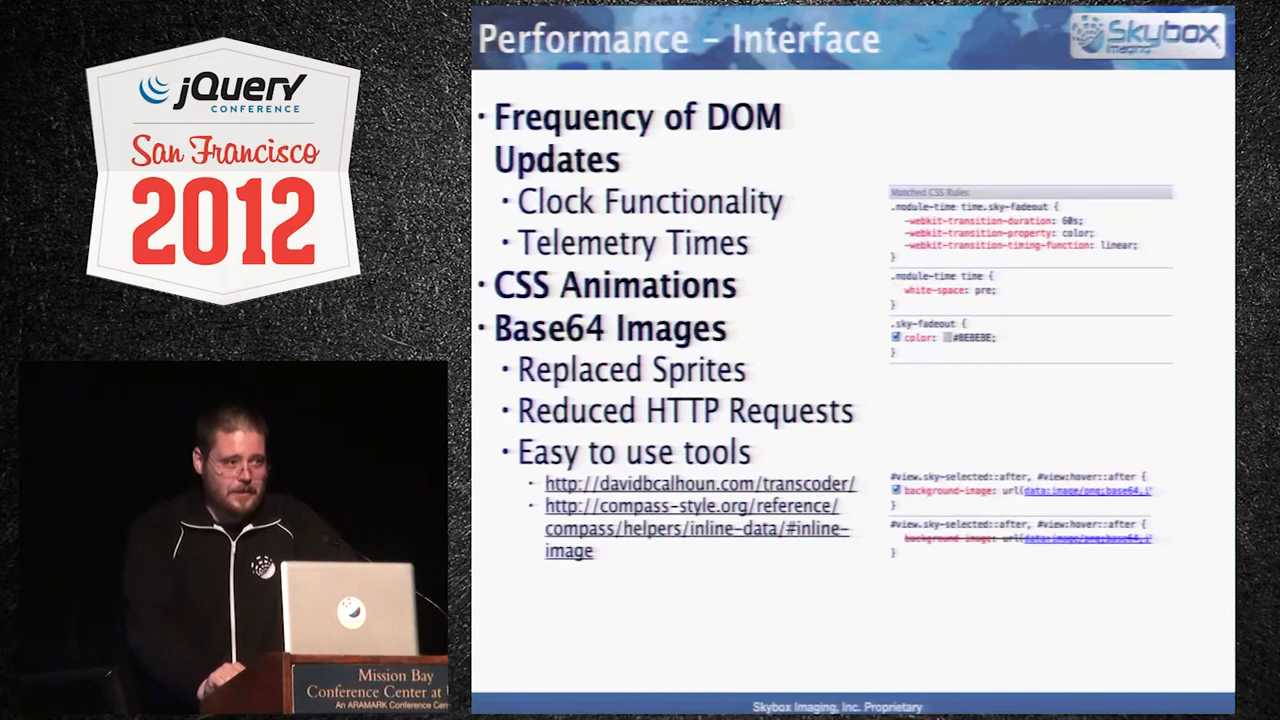 jQuery
CONFERENCE
San Francisco
2012
Performance – Interface
Skybox
Imaging
· Frequency of DOM
Updates
· Clock Functionality
· Telemetry Times
· CSS Animations
· Base64 Images
· Replaced Sprites
· Reduced HTTP Requests
· Easy to use tools
· http://davidbcalhoun.com/transcoder/
· http://compass-style.org/reference/
compass/helpers/inline-data/#inline-
image
Matched CSS Rules
.module-time time.sky-fadeout {
-webkit-transition-duration: 60s;
-webkit-transition-property: color;
-webkit-transition-timing-function: linear;
}
.module-time time {
white-space: pre;
}
.sky-fadeout {
color: #BEBEBE;
}
#view.sky-selected::after, #view:hover::after {
background-image: url(data:image/png;base64,i
}
#view.sky-selected::after, #view:hover::after {
background-image: url(data:image/png;base64,i
}
Skybox Imaging, Inc. Proprietary
Mission Bay
Conference Center at
An ARAMARK Conference Cen